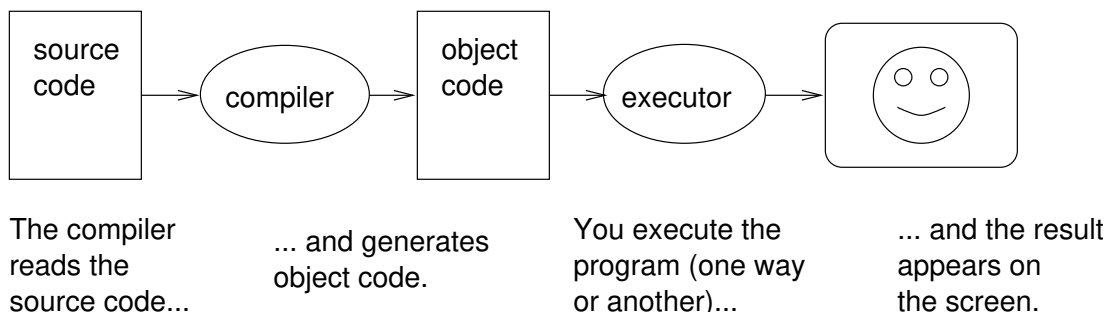 source
code
compiler
object
code
executor
The compiler
reads the
source code...
... and generates
object code.
You execute the
program (one way
or another)...
... and the result
appears on
the screen.